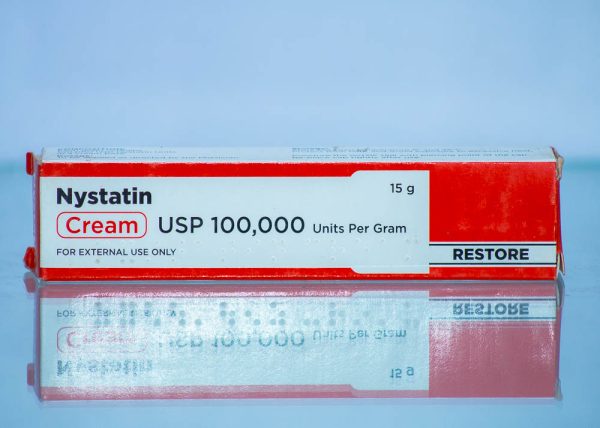 Nystatin
15 g
Cream USP 100,000 Units Per Gram
FOR EXTERNAL USE ONLY
RESTORE